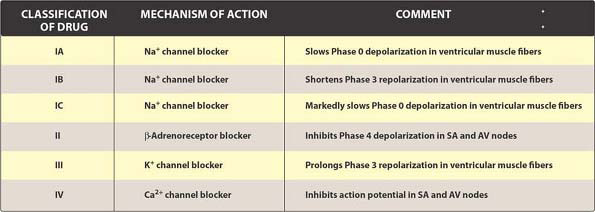 CLASSIFICATION OF DRUG MECHANISM OF ACTION COMMENT
IA Na⁺ channel blocker Slows Phase 0 depolarization in ventricular muscle fibers
IB Na⁺ channel blocker Shortens Phase 3 repolarization in ventricular muscle fibers
IC Na⁺ channel blocker Markedly slows Phase 0 depolarization in ventricular muscle fibers
II β-Adrenoreceptor blocker Inhibits Phase 4 depolarization in SA and AV nodes
III K⁺ channel blocker Prolongs Phase 3 repolarization in ventricular muscle fibers
IV Ca²⁺ channel blocker Inhibits action potential in SA and AV nodes